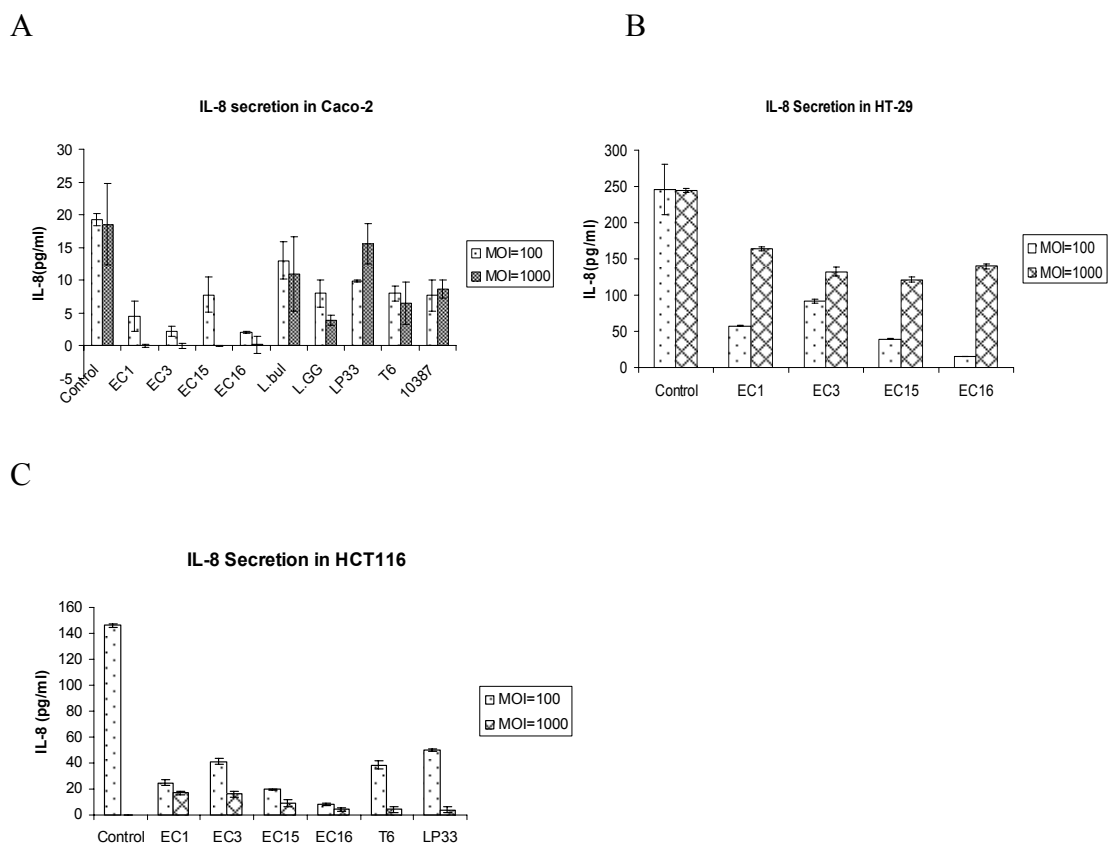 A
B
IL-8 secretion in Caco-2
IL-8(pg/ml)
30
25
20
15
10
5
0
-5
Control
EC1
EC3
EC15
EC16
L.bul
L.GG
LP33
T6
10387
MOI=100
MOI=1000
IL-8 Secretion in HT-29
IL-8(pg/ml)
300
250
200
150
100
50
0
Control
EC1
EC3
EC15
EC16
MOI=100
MOI=1000
C
IL-8 Secretion in HCT116
IL-8 (pg/ml)
160
140
120
100
80
60
40
20
0
Control
EC1
EC3
EC15
EC16
T6
LP33
MOI=100
MOI=1000